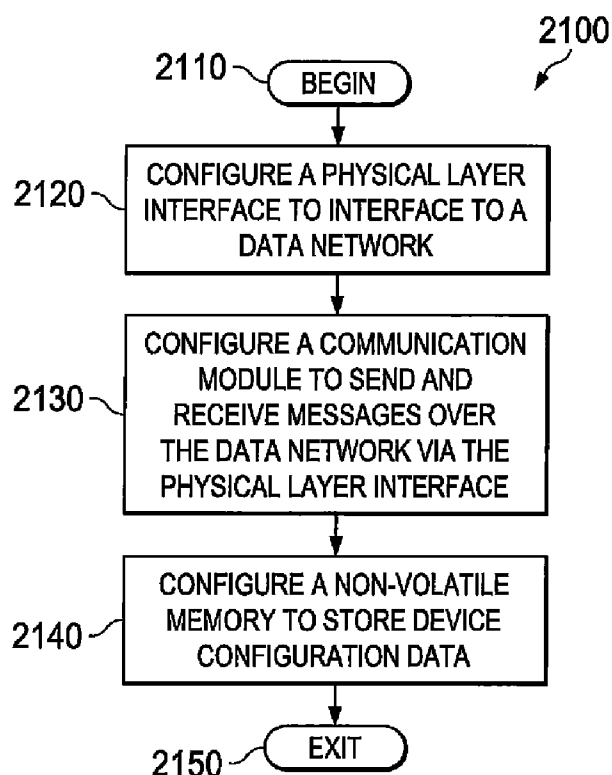 2100
2110
BEGIN
2120
CONFIGURE A PHYSICAL LAYER
INTERFACE TO INTERFACE TO A
DATA NETWORK
2130
CONFIGURE A COMMUNICATION
MODULE TO SEND AND
RECEIVE MESSAGES OVER
THE DATA NETWORK VIA THE
PHYSICAL LAYER INTERFACE
2140
CONFIGURE A NON-VOLATILE
MEMORY TO STORE DEVICE
CONFIGURATION DATA
2150
EXIT